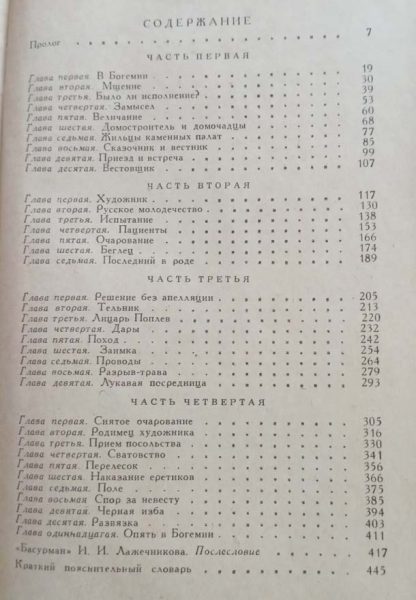 СОДЕРЖАНИЕ
Пролог 7
ЧАСТЬ ПЕРВАЯ
Глава первая. В Богемии 19
Глава вторая. Мщение 30
Глава третья. Было ли исполнение? 39
Глава четвертая. Замысел 53
Глава пятая. Величание 60
Глава шестая. Домостроитель и домочадцы 68
Глава седьмая. Жильцы каменных палат 77
Глава восьмая. Сказочник и вестник 85
Глава девятая. Приезд и встреча 99
Глава десятая. Вестовщик 107
ЧАСТЬ ВТОРАЯ
Глава первая. Художник 117
Глава вторая. Русское молодечество 130
Глава третья. Испытание 138
Глава четвертая. Пациенты 153
Глава пятая. Очарование 166
Глава шестая. Беглец 174
Глава седьмая. Последний в роде 189
ЧАСТЬ ТРЕТЬЯ
Глава первая. Решение без апелляции 205
Глава вторая. Тельник 213
Глава третья. Лицарь Поплев 220
Глава четвертая. Дары 232
Глава пятая. Поход 242
Глава шестая. Заимка 254
Глава седьмая. Проводы 264
Глава восьмая. Разрыв-трава 279
Глава девятая. Лукавая посредница 293
ЧАСТЬ ЧЕТВЕРТАЯ
Глава первая. Снятое очарование 305
Глава вторая. Родимец художника 316
Глава третья. Прием посольства 330
Глава четвертая. Сватовство 341
Глава пятая. Перелесок 356
Глава шестая. Наказание еретиков 366
Глава седьмая. Поле 375
Глава восьмая Спор за невесту 385
Глава девятая. Черная изба 394
Глава десятая. Развязка 403
Глава одиннадцатая. Опять в Богемии 411
«Басурман» И. И. Лажечникова. Послесловие 417
Краткий пояснительный словарь 445